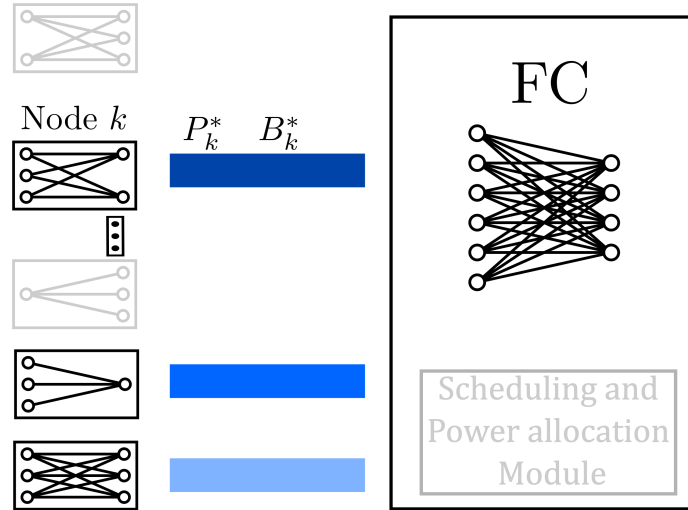 FC
Node k
P*k B*k
Scheduling and
Power allocation
Module